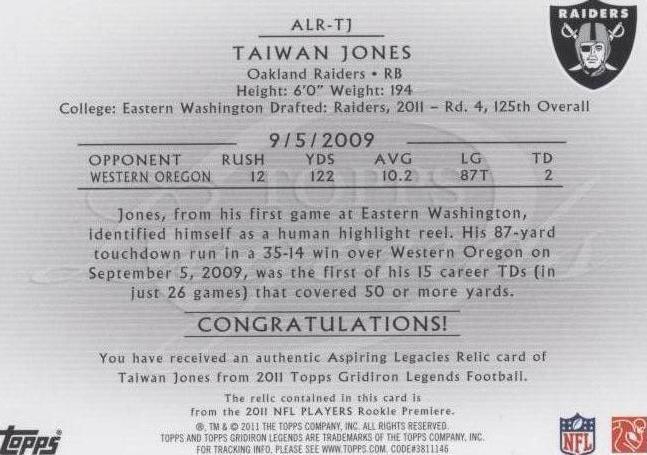 ALR-TJ
RAIDERS
TAIWAN JONES
Oakland Raiders • RB
Height: 6'0" Weight: 194
College: Eastern Washington Drafted: Raiders, 2011 – Rd. 4, 125th Overall
9/5/2009
OPPONENT RUSH YDS AVG LG TD
WESTERN OREGON 12 122 10.2 87T 2
TOPPS
Jones, from his first game at Eastern Washington,
identified himself as a human highlight reel. His 87-yard
touchdown run in a 35-14 win over Western Oregon on
September 5, 2009, was the first of his 15 career TDs (in
just 26 games) that covered 50 or more yards.
CONGRATULATIONS!
You have received an authentic Aspiring Legacies Relic card of
Taiwan Jones from 2011 Topps Gridiron Legends Football.
The relic contained in this card is
from the 2011 NFL PLAYERS Rookie Premiere.
®, TM & © 2011 THE TOPPS COMPANY, INC. ALL RIGHTS RESERVED.
TOPPS AND TOPPS GRIDIRON LEGENDS ARE TRADEMARKS OF THE TOPPS COMPANY, INC.
FOR TRACKING INFO, PLEASE SEE WWW.TOPPS.COM. CODE#3811146
topps
NFL